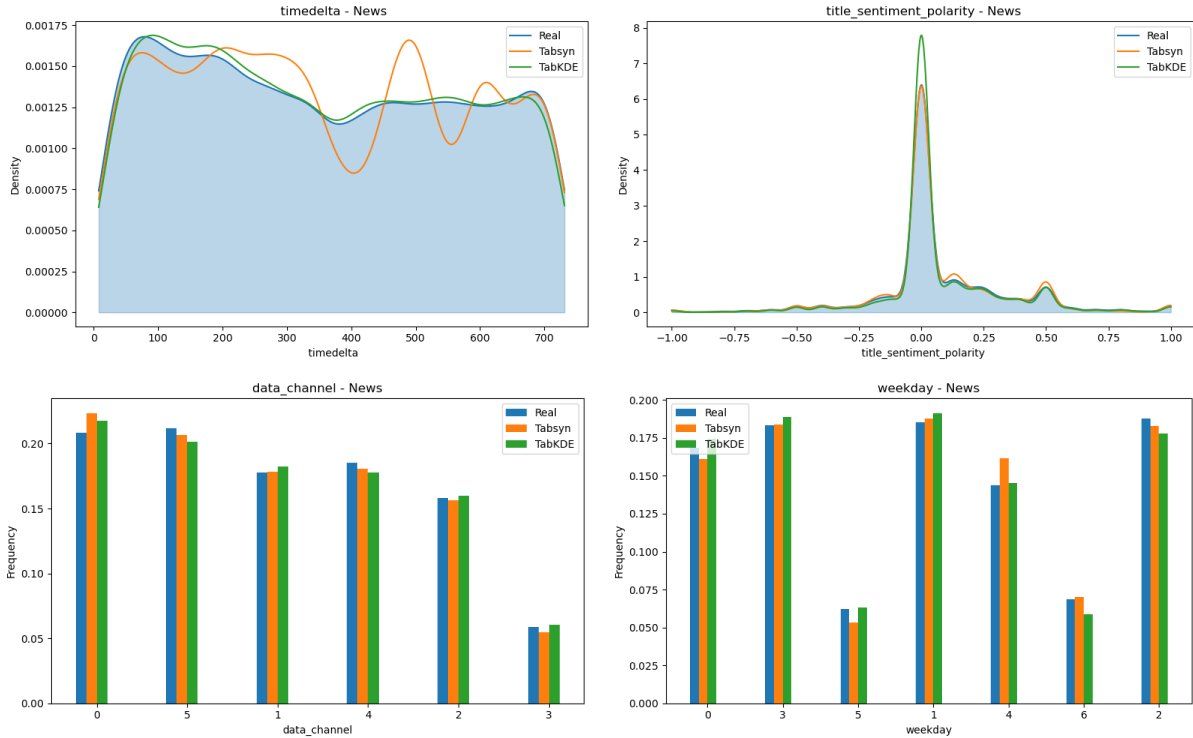 timedelta - News
0.00175
0.00150
0.00125
0.00100
0.00075
0.00050
0.00025
0.00000
Density
0 100 200 300 400 500 600 700
timedelta
Real
Tabsyn
TabKDE
title_sentiment_polarity - News
8
7
6
5
4
3
2
1
0
Density
−1.00 −0.75 −0.50 −0.25 0.00 0.25 0.50 0.75 1.00
title_sentiment_polarity
Real
Tabsyn
TabKDE
data_channel - News
0.20
0.15
0.10
0.05
0.00
Frequency
0 5 1 4 2 3
data_channel
Real
Tabsyn
TabKDE
weekday - News
0.200
0.175
0.150
0.125
0.100
0.075
0.050
0.025
0.000
Frequency
0 3 5 1 4 6 2
weekday
Real
Tabsyn
TabKDE